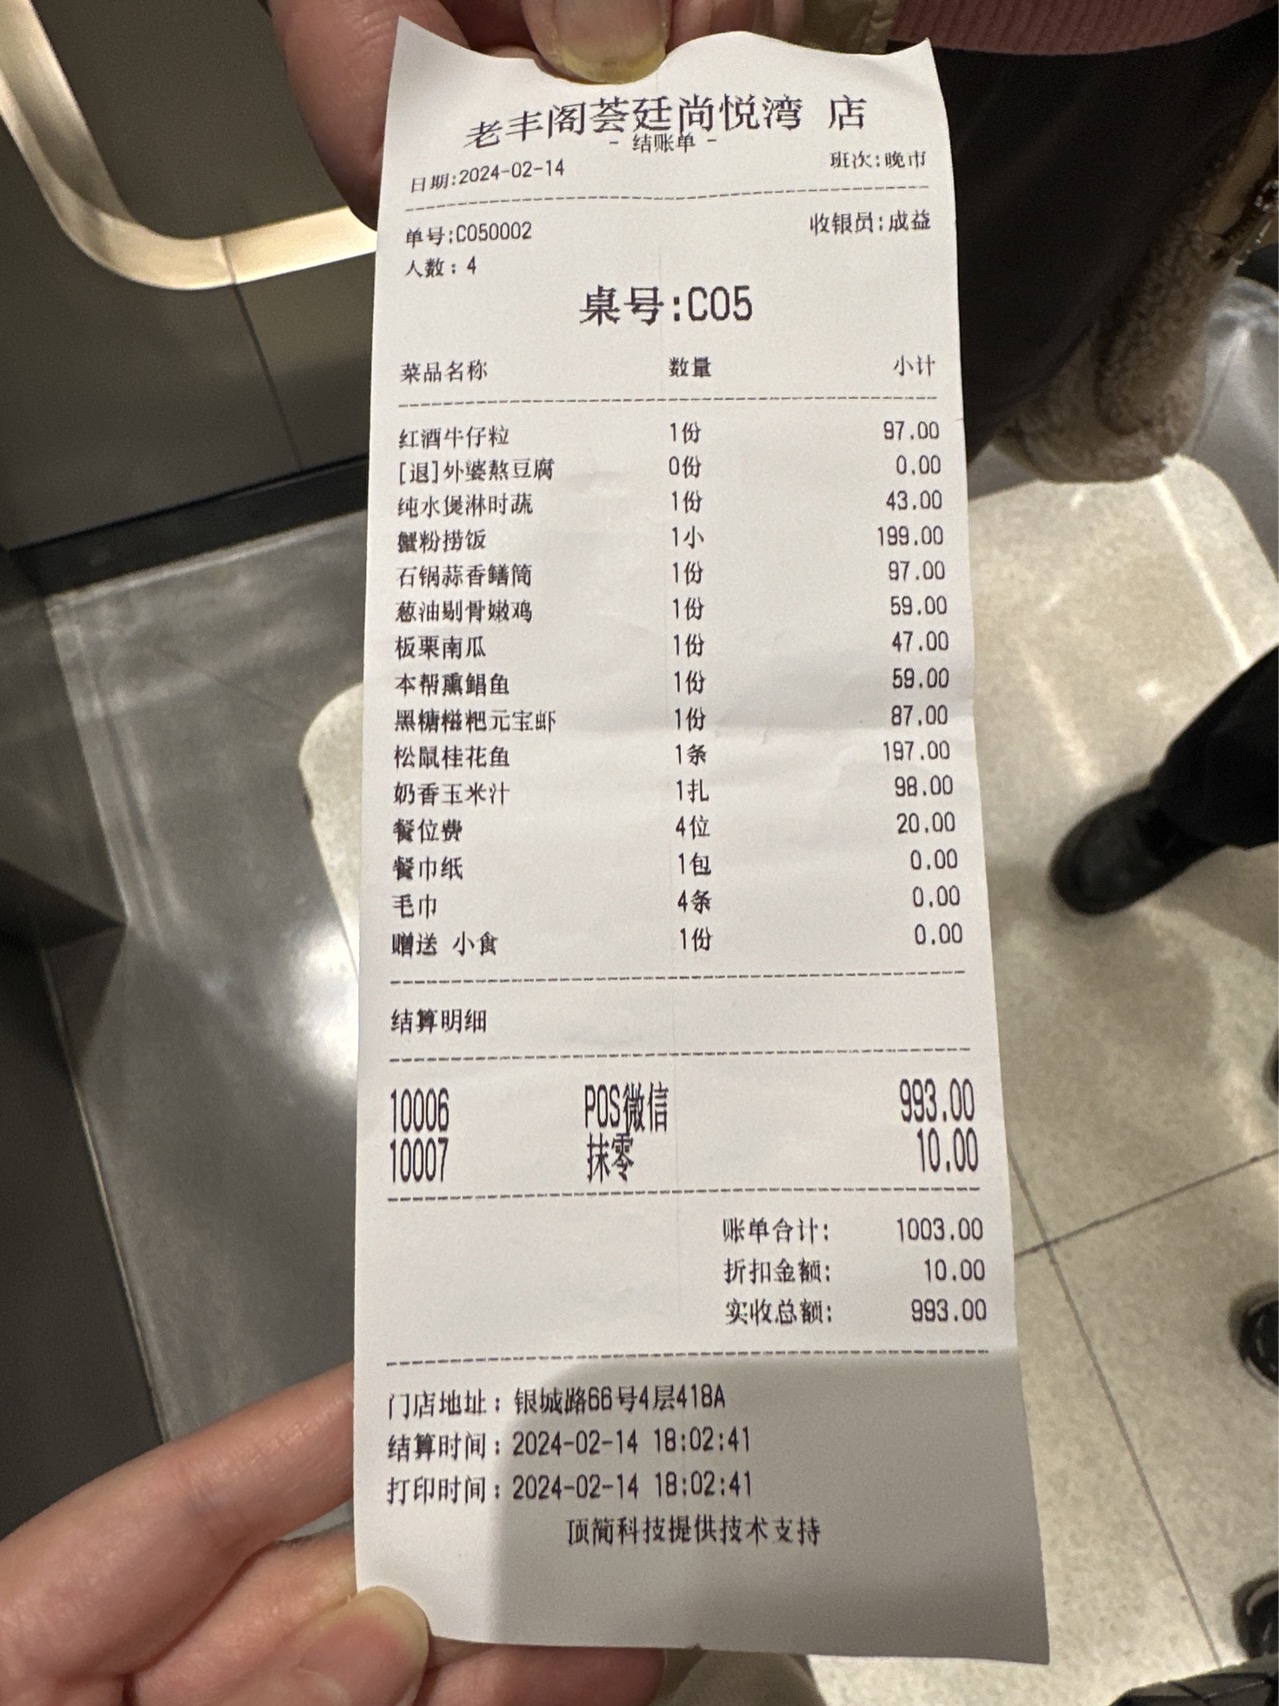 老丰阁荟廷尚悦湾 店
- 结账单 -
日期:2024-02-14 班次:晚市
单号:C050002 收银员:成益
人数: 4
桌号:C05
菜品名称 数量 小计
红酒牛仔粒 1份 97.00
[退]外婆熬豆腐 0份 0.00
纯水煲淋时蔬 1份 43.00
蟹粉捞饭 1小 199.00
石锅蒜香鳝筒 1份 97.00
葱油剔骨嫩鸡 1份 59.00
板栗南瓜 1份 47.00
本帮熏鲳鱼 1份 59.00
黑糖糍粑元宝虾 1份 87.00
松鼠桂花鱼 1条 197.00
奶香玉米汁 1扎 98.00
餐位费 4位 20.00
餐巾纸 1包 0.00
毛巾 4条 0.00
赠送 小食 1份 0.00
结算明细
10006 POS微信 993.00
10007 抹零 10.00
账单合计: 1003.00
折扣金额: 10.00
实收总额: 993.00
门店地址: 银城路66号4层418A
结算时间: 2024-02-14 18:02:41
打印时间: 2024-02-14 18:02:41
顶简科技提供技术支持